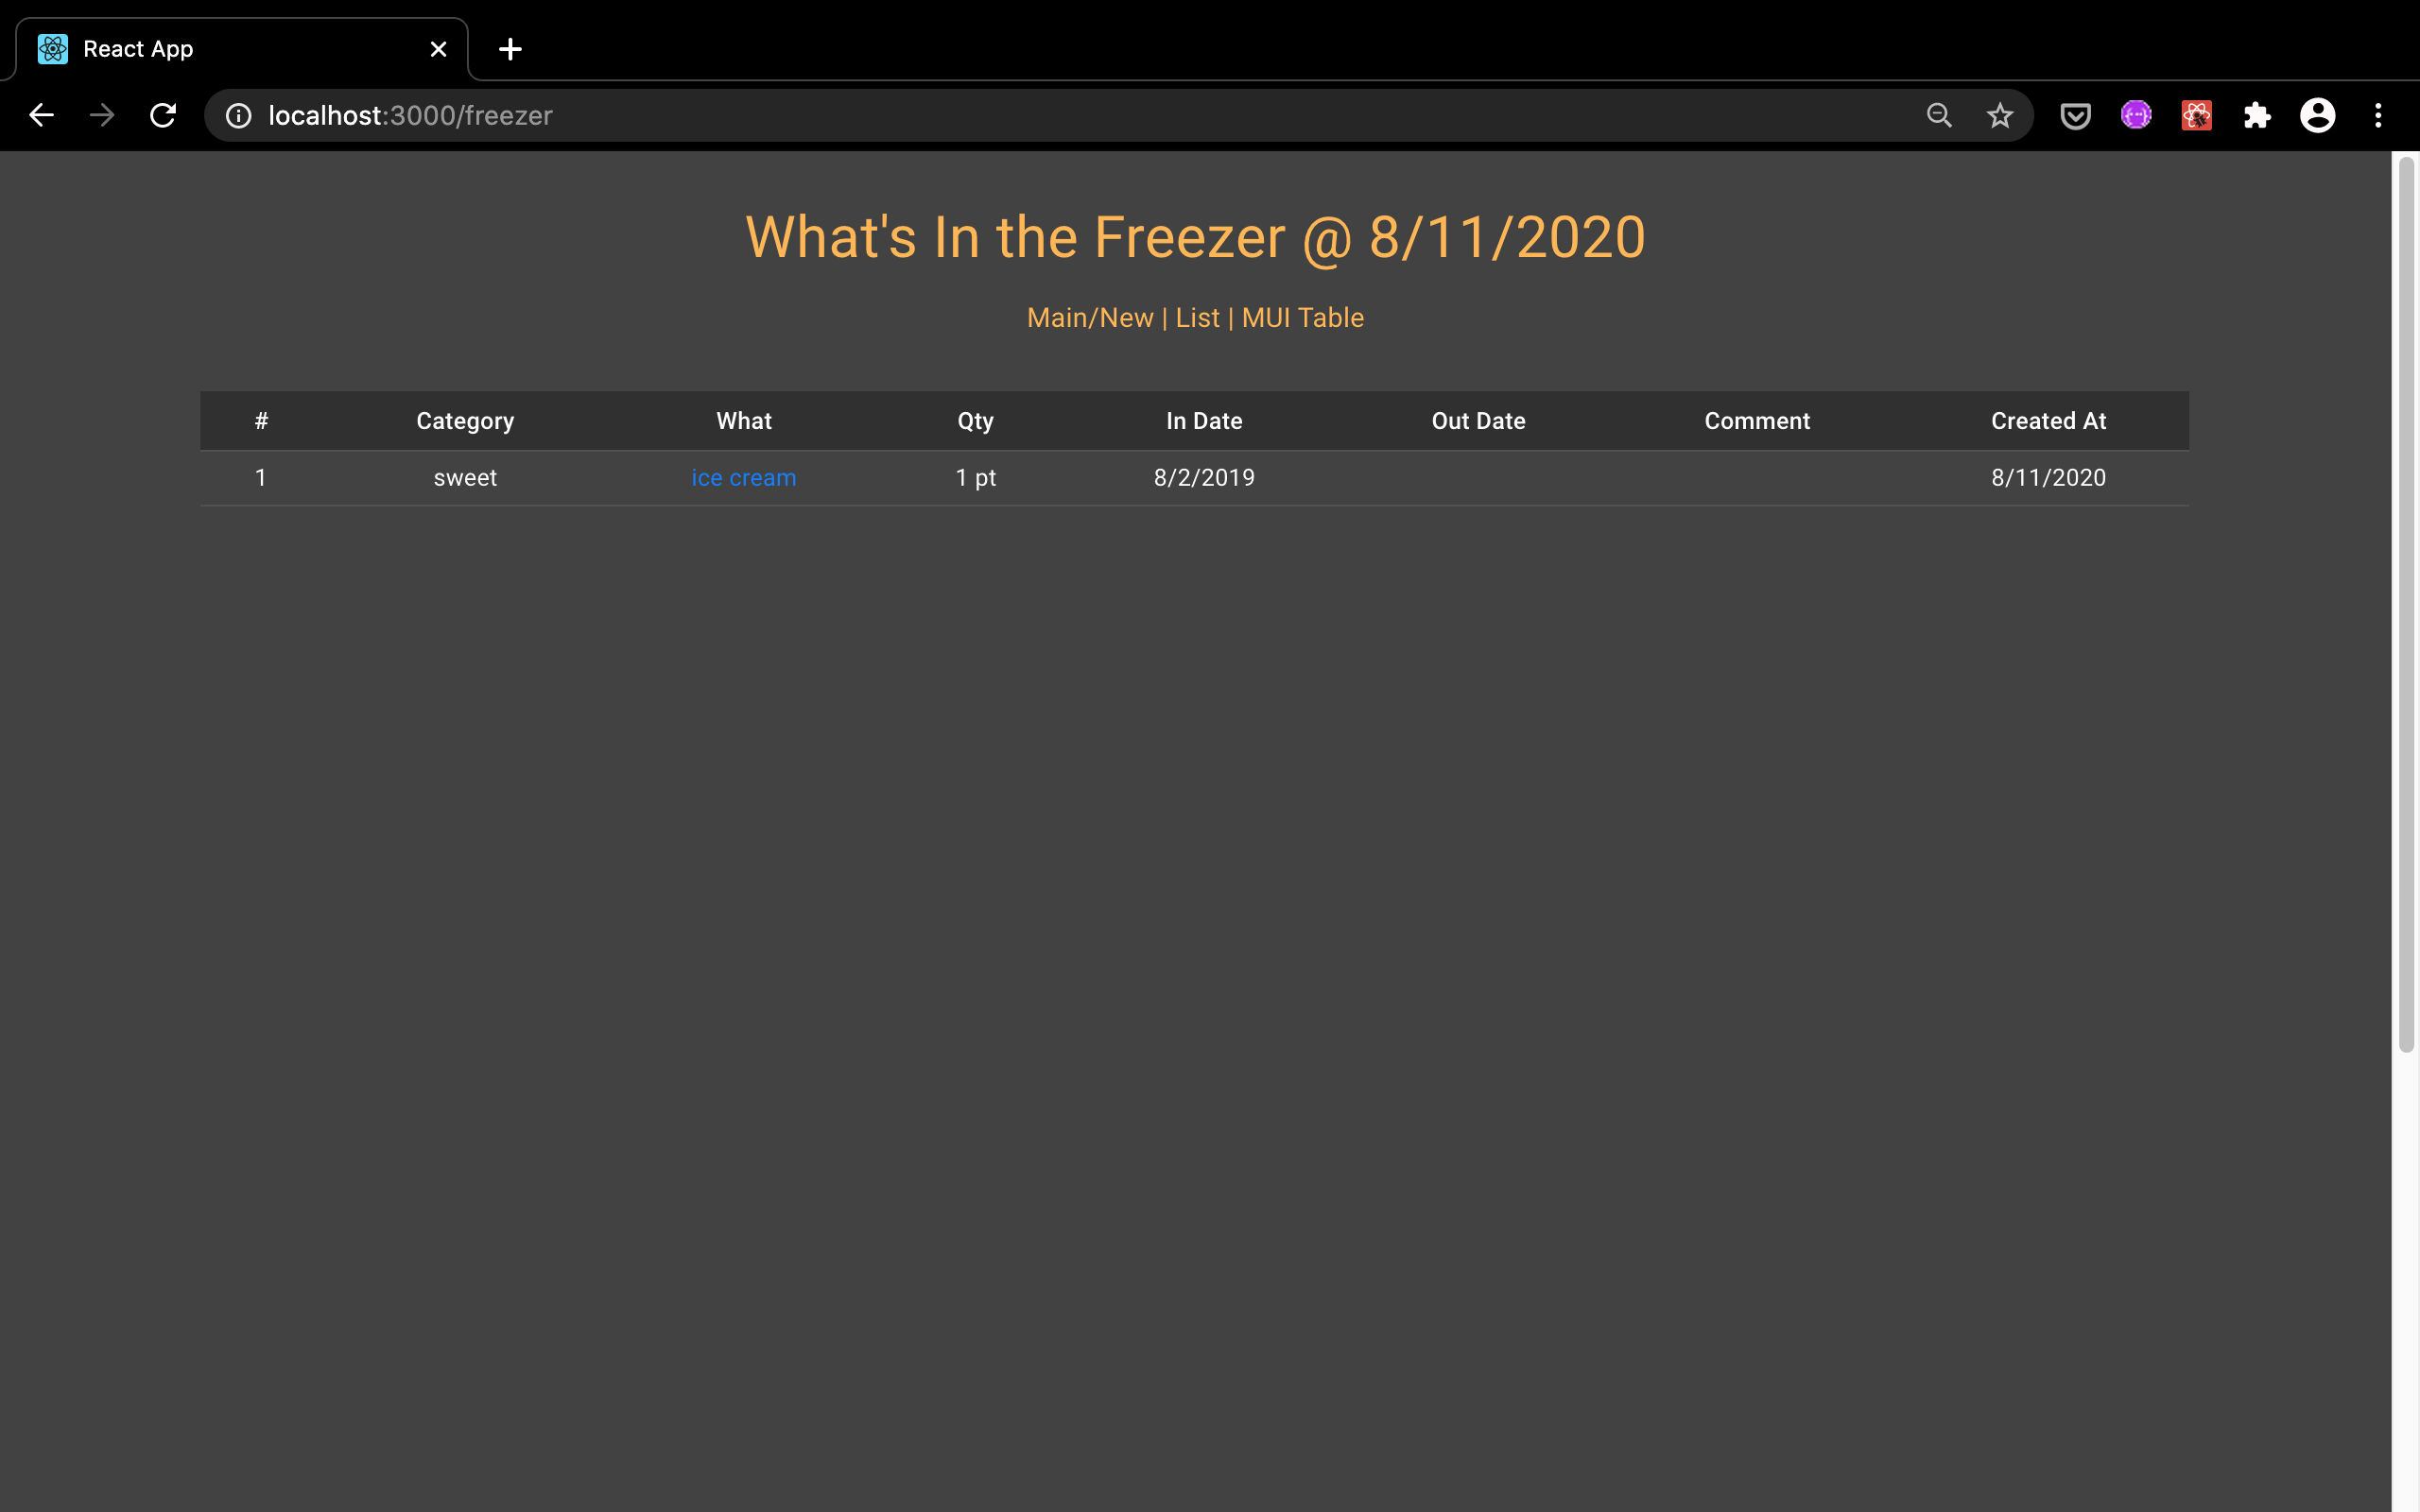 React App
localhost:3000/freezer
What's In the Freezer @ 8/11/2020
Main/New | List | MUI Table
# Category What Qty In Date Out Date Comment Created At
1 sweet ice cream 1 pt 8/2/2019 8/11/2020